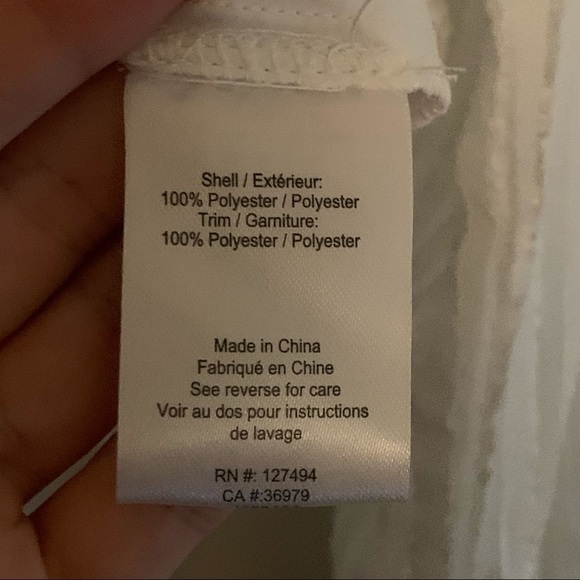 Shell / Extérieur:
100% Polyester / Polyester
Trim / Garniture:
100% Polyester / Polyester
Made in China
Fabriqué en Chine
See reverse for care
Voir au dos pour instructions
de lavage
RN #: 127494
CA #:36979